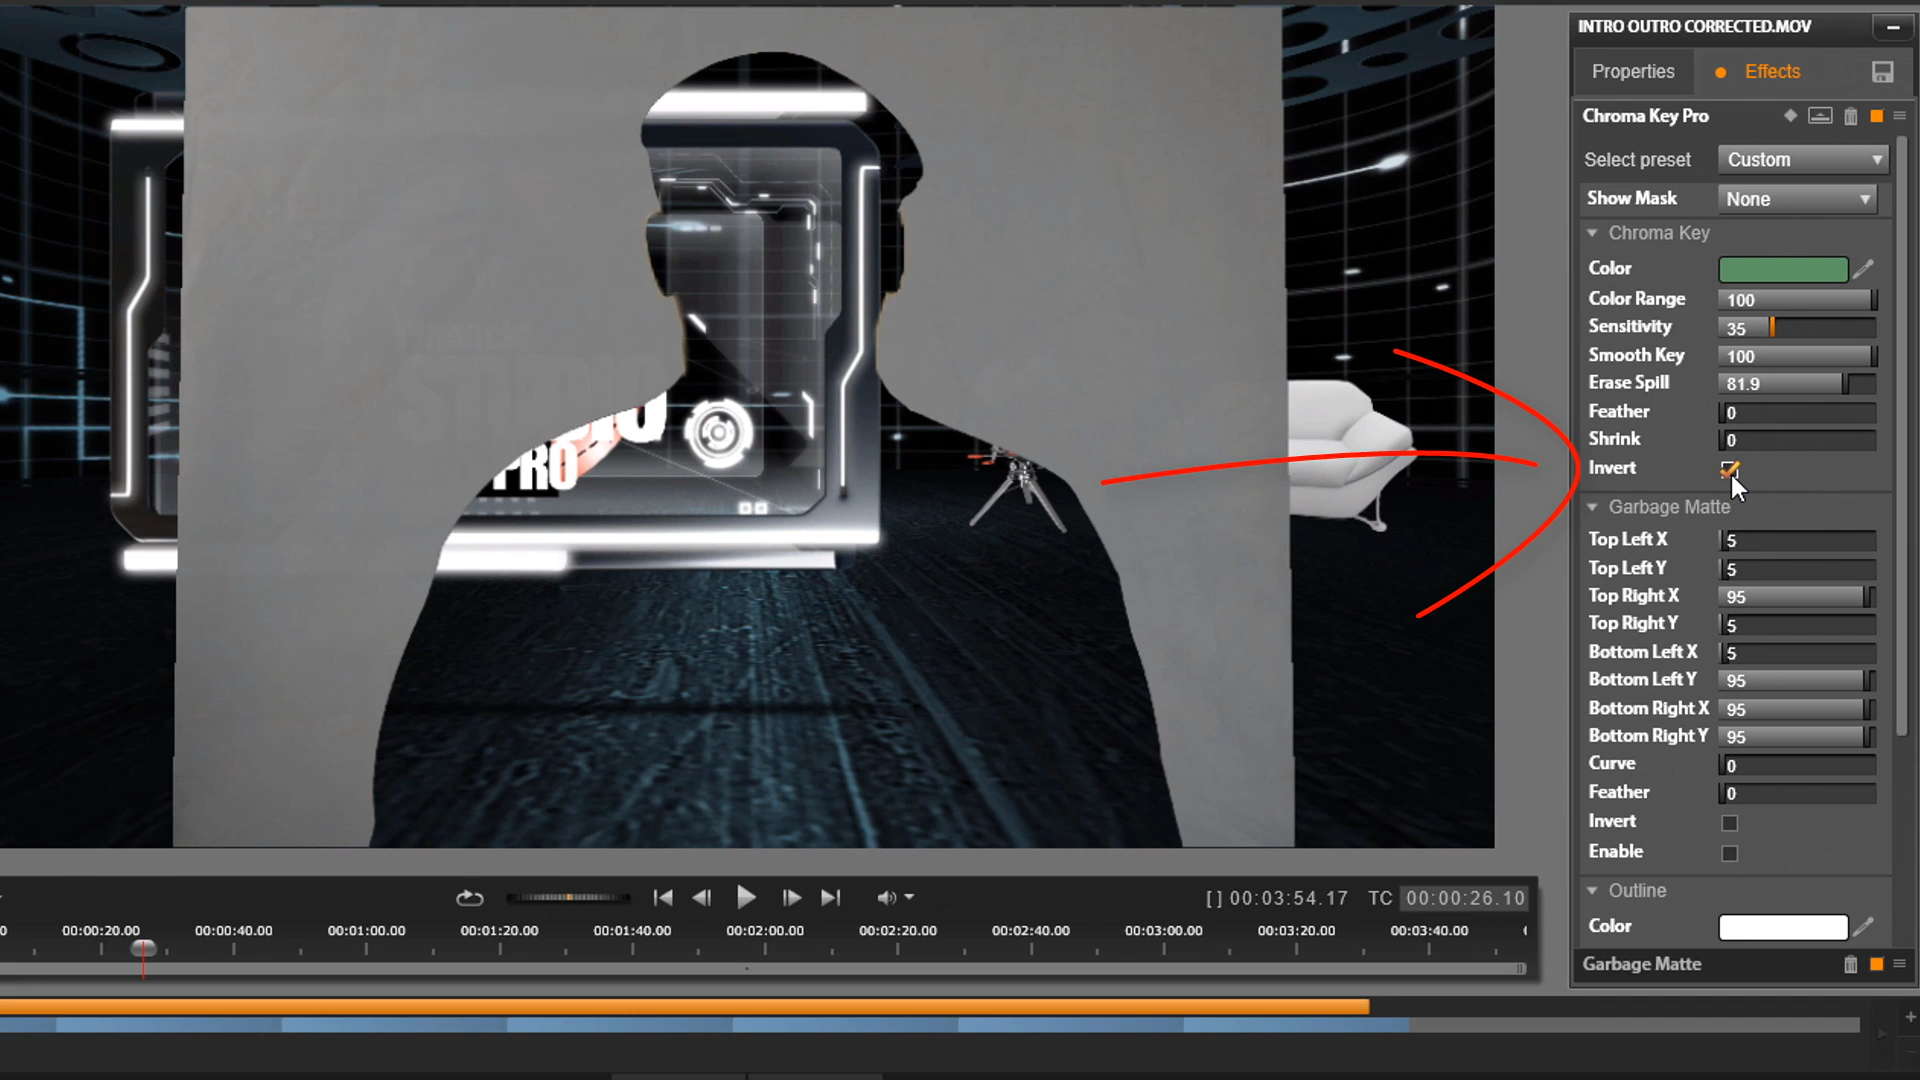 INTRO OUTRO CORRECTED.MOV
Properties
Effects
Chroma Key Pro
Select preset
Custom
Show Mask
None
Chroma Key
Color
Color Range
100
Sensitivity
35
Smooth Key
100
Erase Spill
81.9
Feather
0
Shrink
0
Invert
Garbage Matte
Top Left X
5
Top Left Y
5
Top Right X
95
Top Right Y
5
Bottom Left X
5
Bottom Left Y
95
Bottom Right X
95
Bottom Right Y
95
Curve
0
Feather
0
Invert
Enable
Outline
Color
Garbage Matte
STUDIO
PRO
[] 00:03:54.17 TC 00:00:26.10
0 00:00:20.00 00:00:40.00 00:01:00.00 00:01:20.00 00:01:40.00 00:02:00.00 00:02:20.00 00:02:40.00 00:03:00.00 00:03:20.00 00:03:40.00